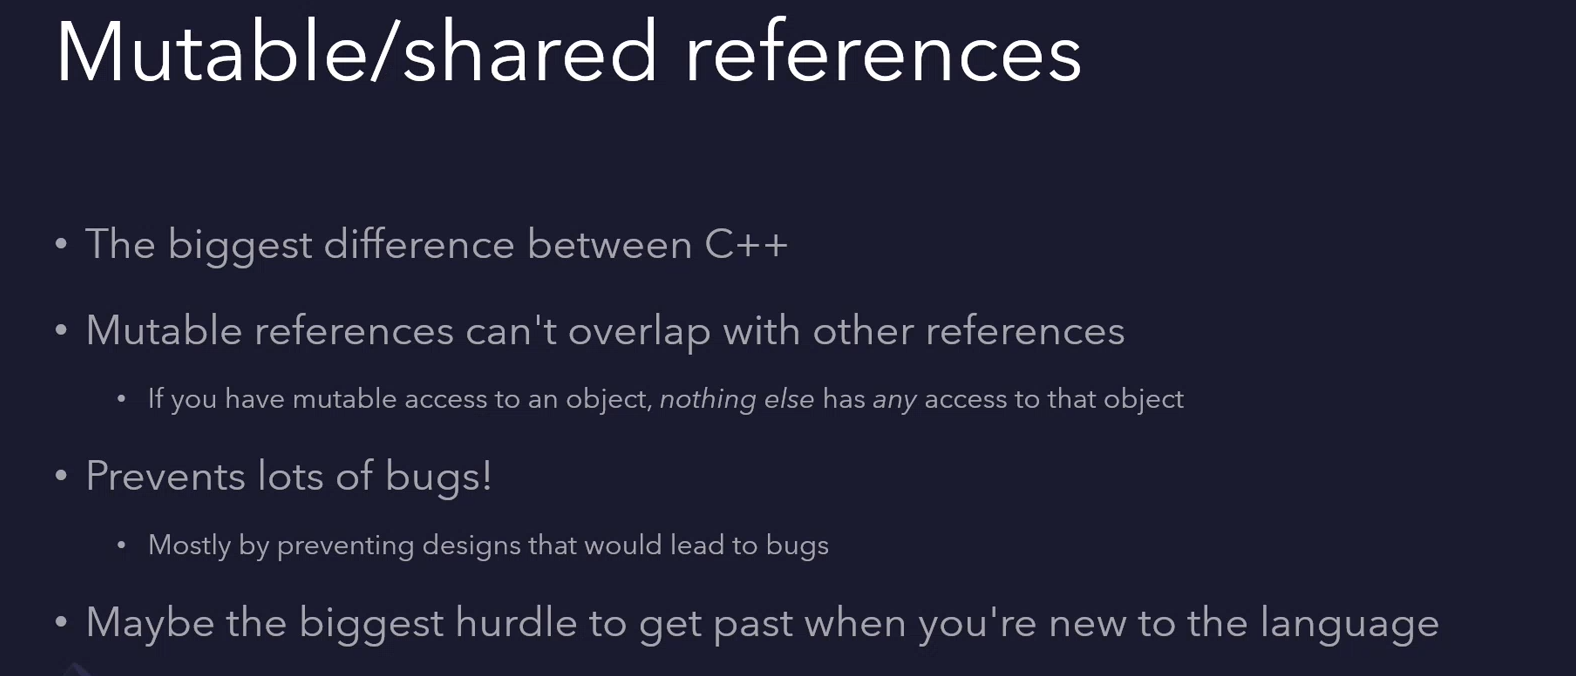 Mutable/shared references
• The biggest difference between C++
• Mutable references can't overlap with other references
• If you have mutable access to an object, nothing else has any access to that object
• Prevents lots of bugs!
• Mostly by preventing designs that would lead to bugs
• Maybe the biggest hurdle to get past when you're new to the language